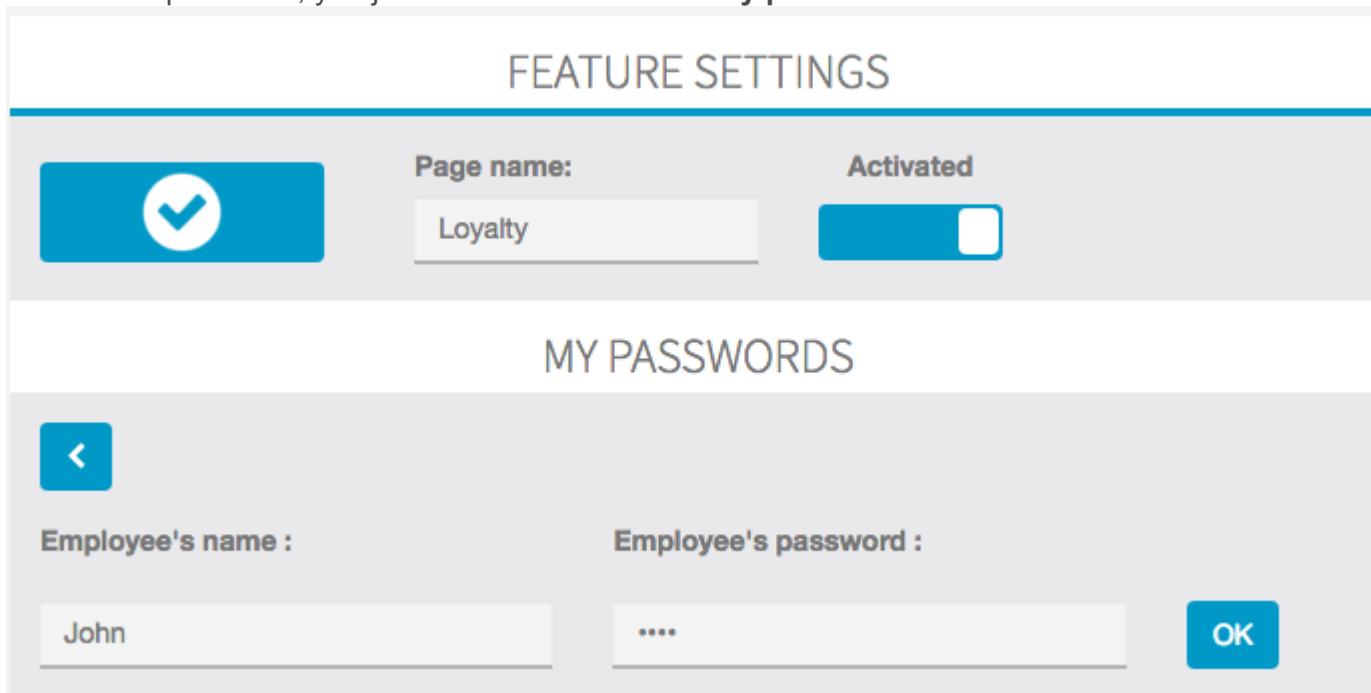 FEATURE SETTINGS
Page name:
Activated
Loyalty
MY PASSWORDS
Employee's name :
Employee's password :
John
••••
OK